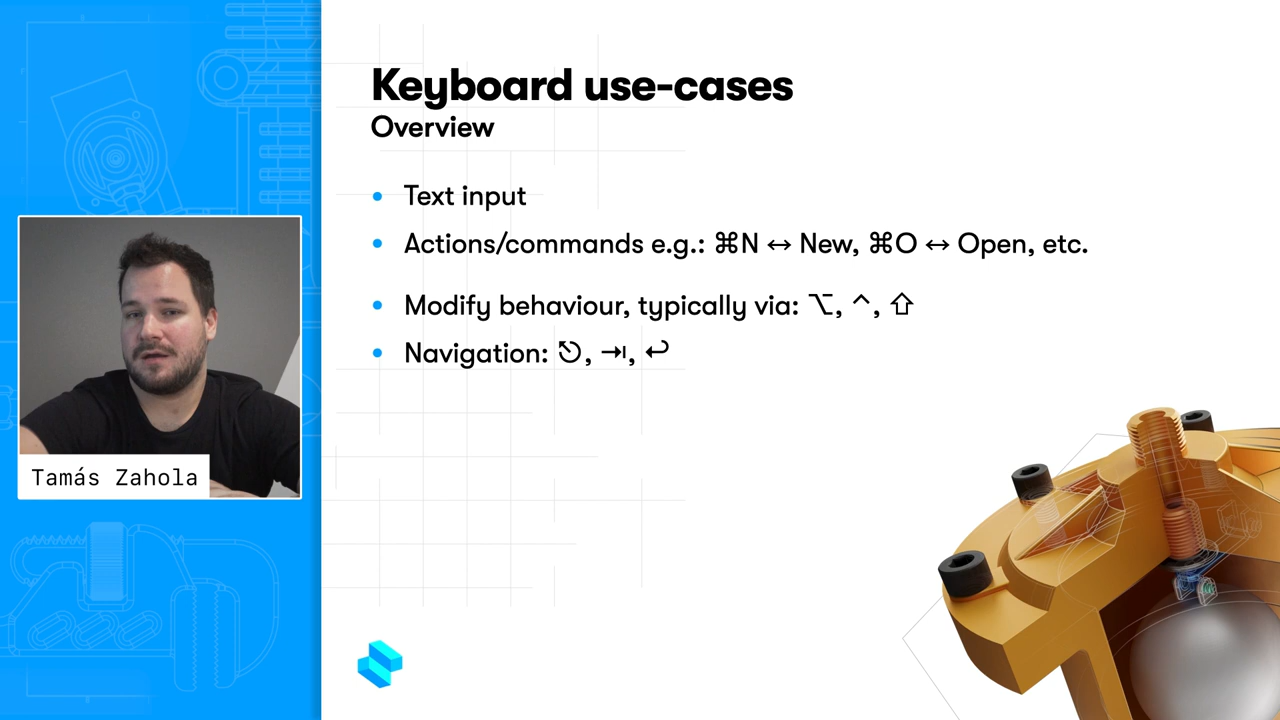 Keyboard use-cases
Overview
• Text input
• Actions/commands e.g.: ⌘N ↔ New, ⌘O ↔ Open, etc.
• Modify behaviour, typically via: ⌥, ⌃, ⇧
• Navigation: ⎋, ⇥, ↩
Tamás Zahola